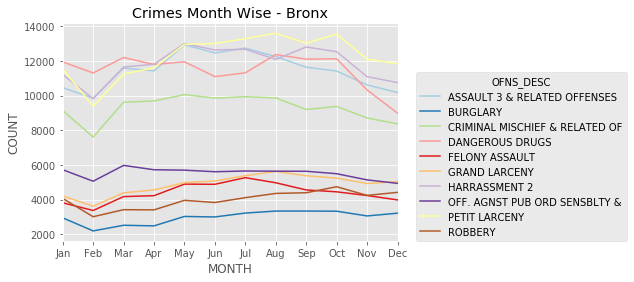 Crimes Month Wise - Bronx
14000
12000
10000
8000
6000
4000
2000
COUNT
Jan Feb Mar Apr May Jun Jul Aug Sep Oct Nov Dec
MONTH
OFNS_DESC
ASSAULT 3 & RELATED OFFENSES
BURGLARY
CRIMINAL MISCHIEF & RELATED OF
DANGEROUS DRUGS
FELONY ASSAULT
GRAND LARCENY
HARRASSMENT 2
OFF. AGNST PUB ORD SENSBLTY &
PETIT LARCENY
ROBBERY